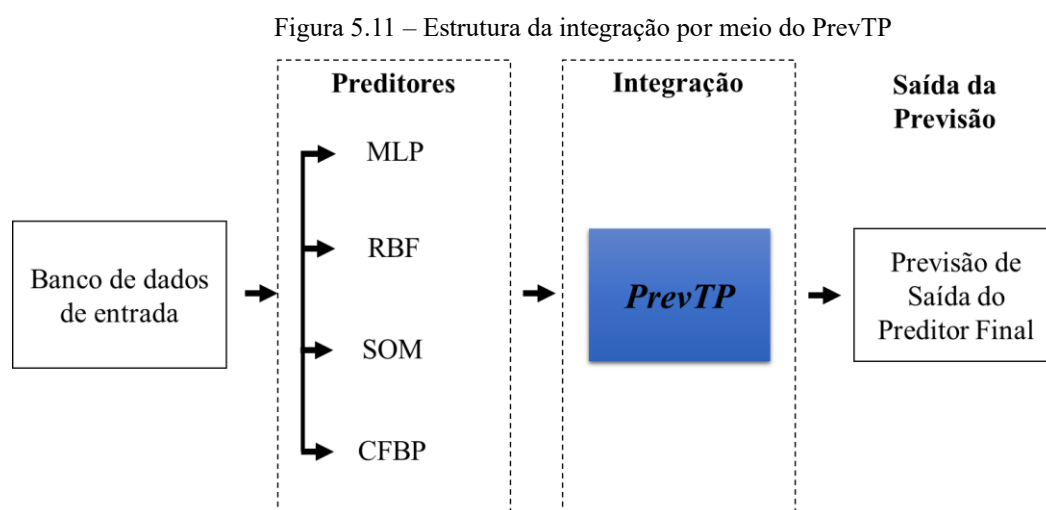 Figura 5.11 – Estrutura da integração por meio do PrevTP
Preditores
Integração
Saída da
Previsão
MLP
RBF
SOM
CFBP
Banco de dados
de entrada
PrevTP
Previsão de
Saída do
Preditor Final